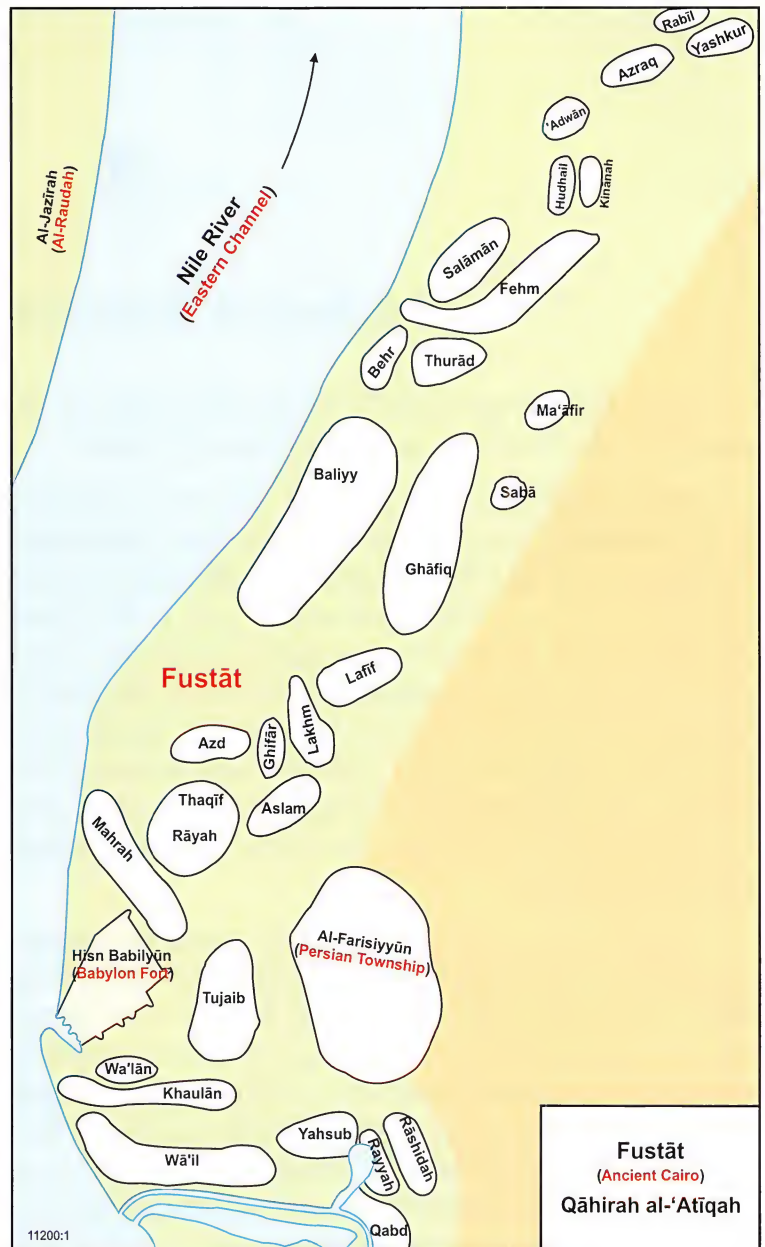 Rabīl
Yashkur
Azraq
'Adwān
Hudhail
Kinānah
Al-Jazīrah
(Al-Raudah)
Nile River
(Eastern Channel)
Salāmān
Fehm
Behr
Thurād
Ma'āfir
Baliyy
Sabā
Ghāfiq
Fustāt
Lafīf
Azd
Ghifār
Lakhm
Thaqīf
Rāyah
Aslam
Mahrah
Al-Farisiyyūn
(Persian Township)
Hisn Babilyūn
(Babylon Fort)
Tujaib
Wa'lān
Khaulān
Yahsub
Rayyah
Rāshidah
Wā'il
Qabd
Fustāt
(Ancient Cairo)
Qāhirah al-‘Atīqah
11200:1